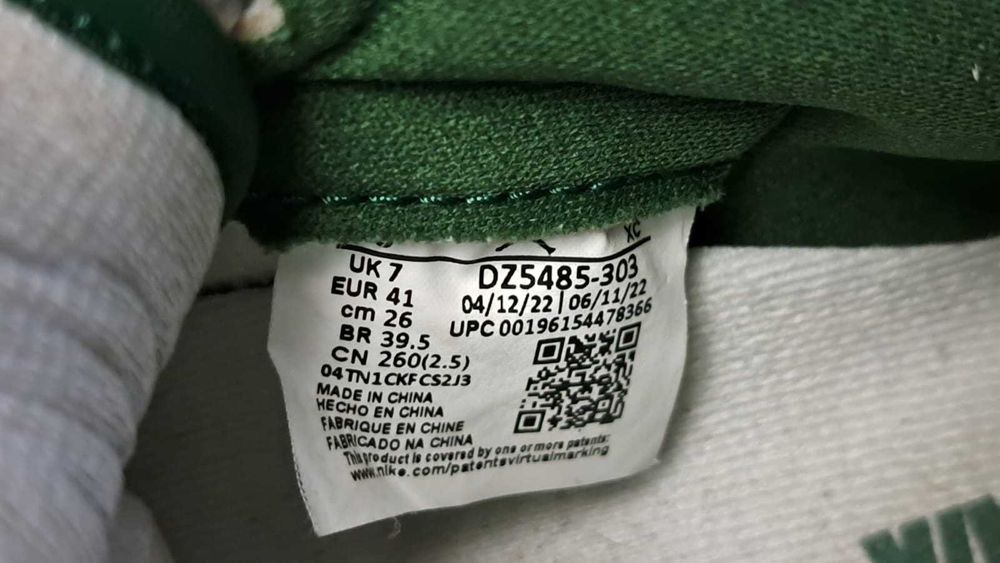 XC
UK 7
EUR 41
cm 26
BR 39.5
CN 260(2.5)
04TN1CKFCS2J3
DZ5485-303
04/12/22 | 06/11/22
UPC 00196154478366
MADE IN CHINA
HECHO EN CHINA
FABRIQUE EN CHINE
FABRICADO NA CHINA
This product is covered by one or more patents:
www.nike.com/patentsvirtualmarking